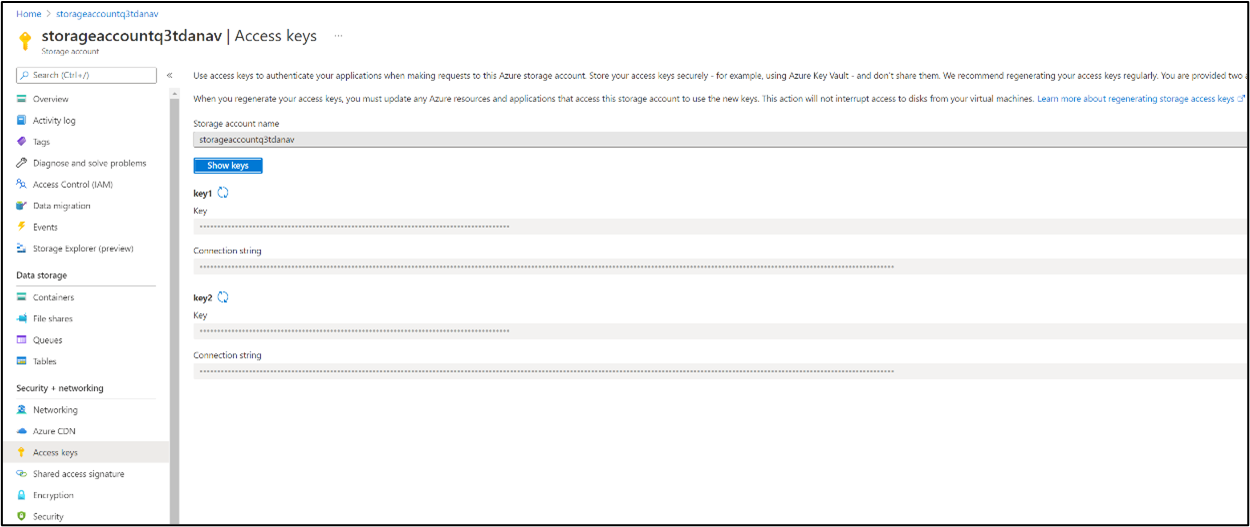 Home > storageaccountq3tdanav
storageaccountq3tdanav | Access keys ...
Storage account
Search (Ctrl+/)
«
Overview
Activity log
Tags
Diagnose and solve problems
Access Control (IAM)
Data migration
Events
Storage Explorer (preview)
Data storage
Containers
File shares
Queues
Tables
Security + networking
Networking
Azure CDN
Access keys
Shared access signature
Encryption
Security
Use access keys to authenticate your applications when making requests to this Azure storage account. Store your access keys securely - for example, using Azure Key Vault - and don't share them. We recommend regenerating your access keys regularly. You are provided two a
When you regenerate your access keys, you must update any Azure resources and applications that access this storage account to use the new keys. This action will not interrupt access to disks from your virtual machines. Learn more about regenerating storage access keys
Storage account name
storageaccountq3tdanav
Show keys
key1
Key
Connection string
key2
Key
Connection string